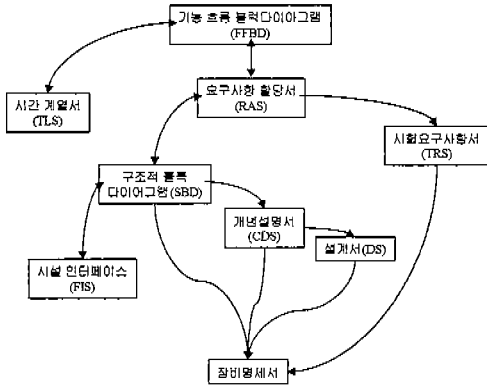 기능 흐름 블럭다이아그램
(FFBD)
시간 계열서
(TLS)
요구사항 할당서
(RAS)
시험요구사항서
(TRS)
구조적 블록
다이어그램 (SBD)
개념설명서
(CDS)
설계서(DS)
시설 인터페이스
(FIS)
장비명세서